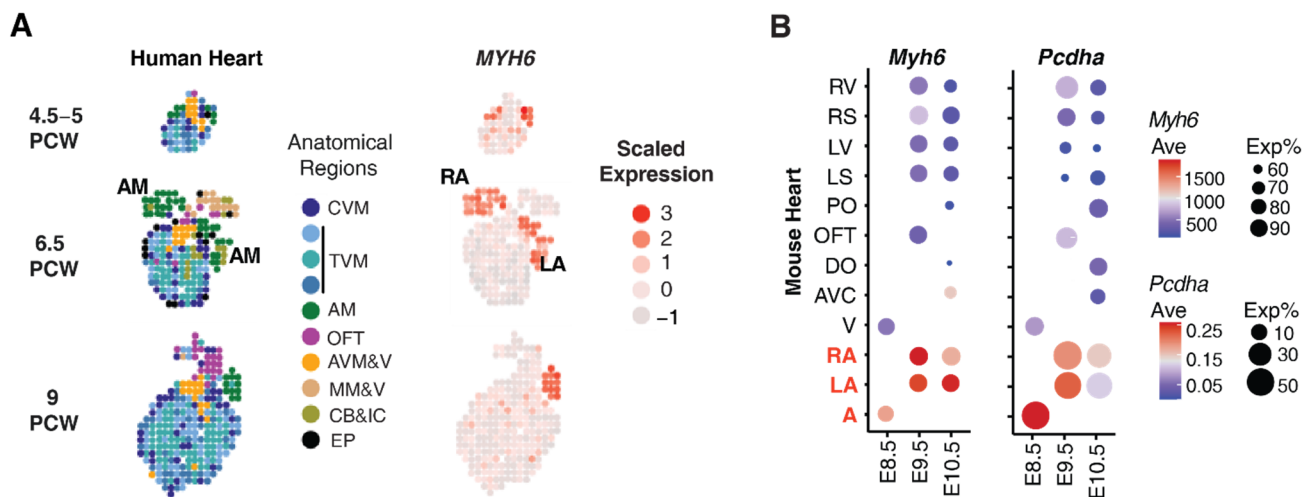 A
Human Heart
MYH6
4.5–5
PCW
6.5
PCW
9
PCW
AM
AM
Anatomical
Regions
CVM
TVM
AM
OFT
AVM&V
MM&V
CB&IC
EP
RA
LA
Scaled
Expression
3
2
1
0
−1
B
Myh6
Pcdha
Mouse Heart
RV
RS
LV
LS
PO
OFT
DO
AVC
V
RA
LA
A
E8.5
E9.5
E10.5
E8.5
E9.5
E10.5
Myh6
Ave
1500
1000
500
Exp%
60
70
80
90
Pcdha
Ave
0.25
0.15
0.05
Exp%
10
30
50